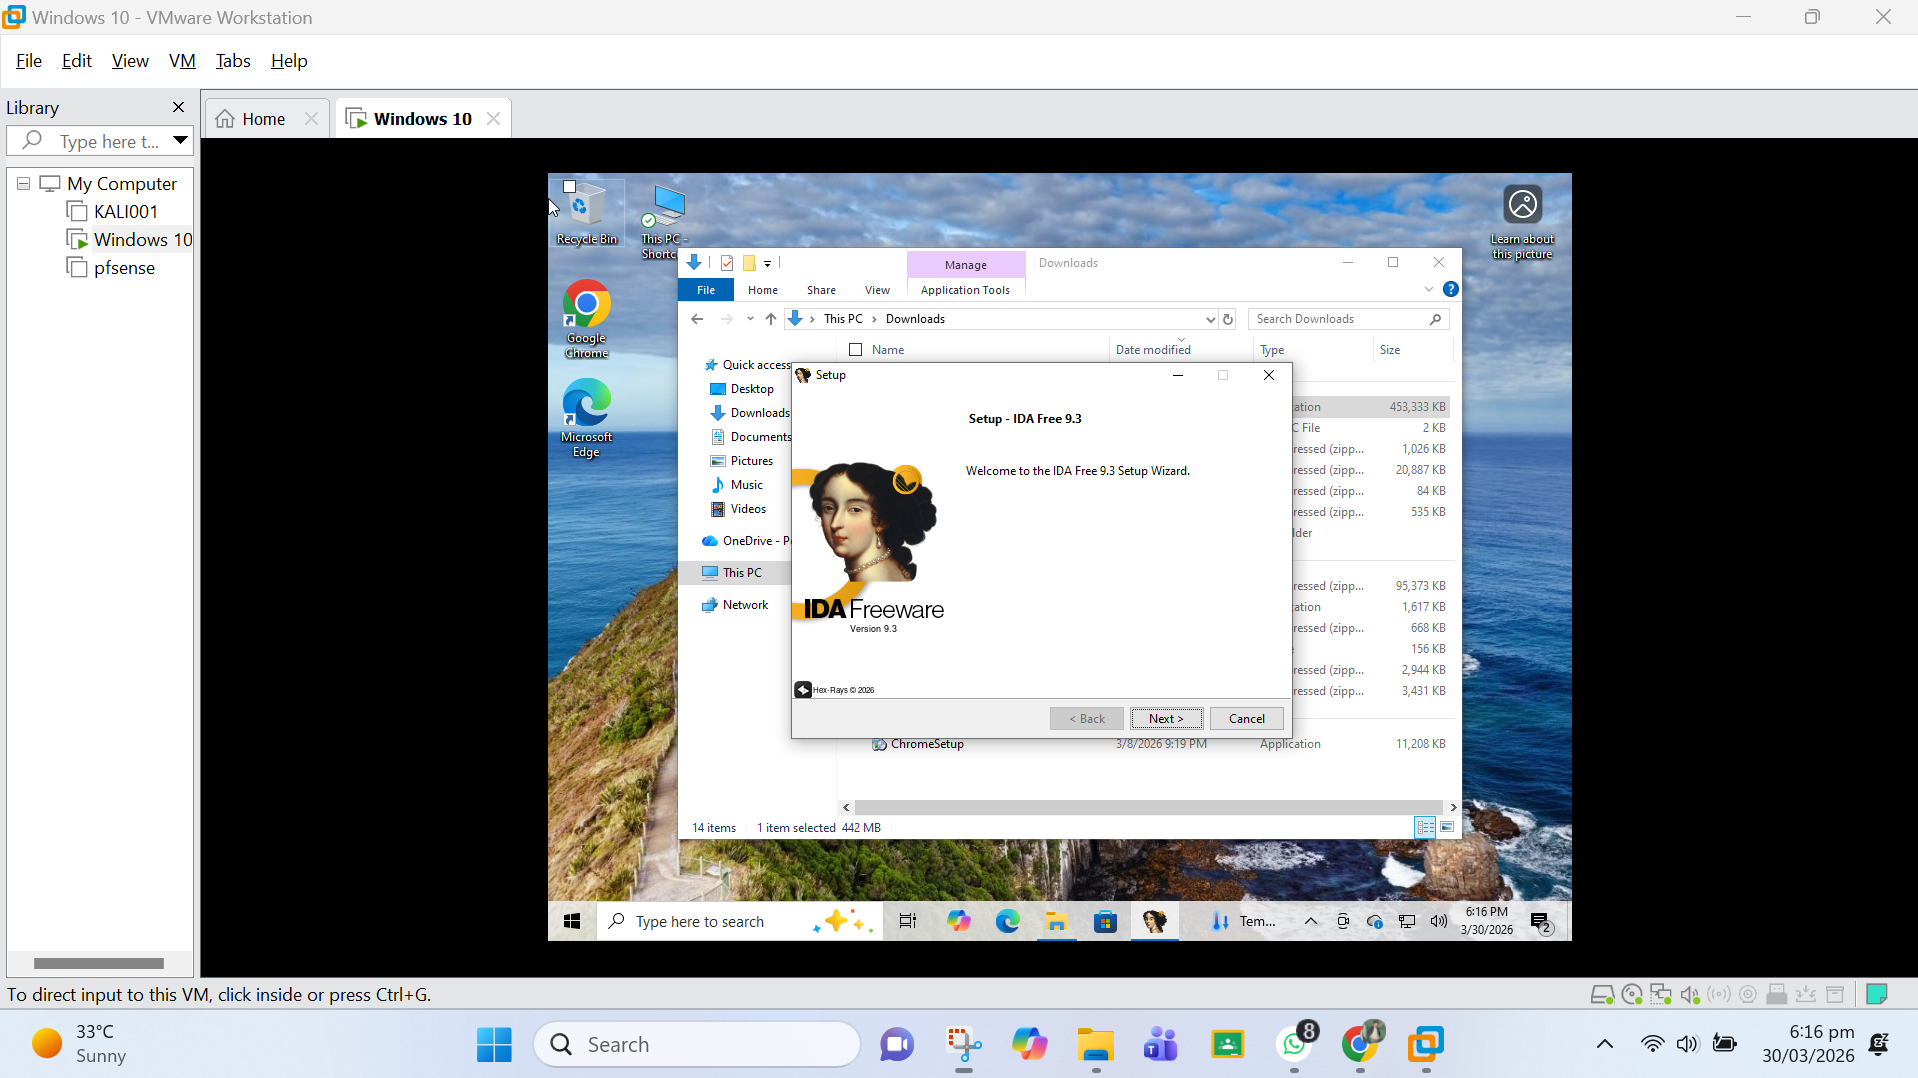 Windows 10 - VMware Workstation
File Edit View VM Tabs Help
Library
Type here t...
My Computer
KALI001
Windows 10
pfsense
Home
Windows 10
Recycle Bin
This PC -
Learn about
this picture
Google
Chrome
Microsoft
Edge
Manage
Downloads
File Home Share View Application Tools
This PC Downloads
Search Downloads
Name Date modified Type Size
Quick access
Desktop
Downloads
Documents
Pictures
Music
Videos
OneDrive - P
This PC
Network
453,333 KB
C File 2 KB
ressed (zipp... 1,026 KB
ressed (zipp... 20,887 KB
ressed (zipp... 84 KB
ressed (zipp... 535 KB
lder
ressed (zipp... 95,373 KB
cation 1,617 KB
ressed (zipp... 668 KB
156 KB
ressed (zipp... 2,944 KB
ressed (zipp... 3,431 KB
ChromeSetup 3/8/2026 9:19 PM Application 11,208 KB
14 items 1 item selected 442 MB
Setup
Setup - IDA Free 9.3
Welcome to the IDA Free 9.3 Setup Wizard.
IDA Freeware
Version 9.3
Hex-Rays © 2026
< Back Next > Cancel
Type here to search
Tem...
6:16 PM
3/30/2026
2
To direct input to this VM, click inside or press Ctrl+G.
33°C
Sunny
Search
8
6:16 pm
30/03/2026